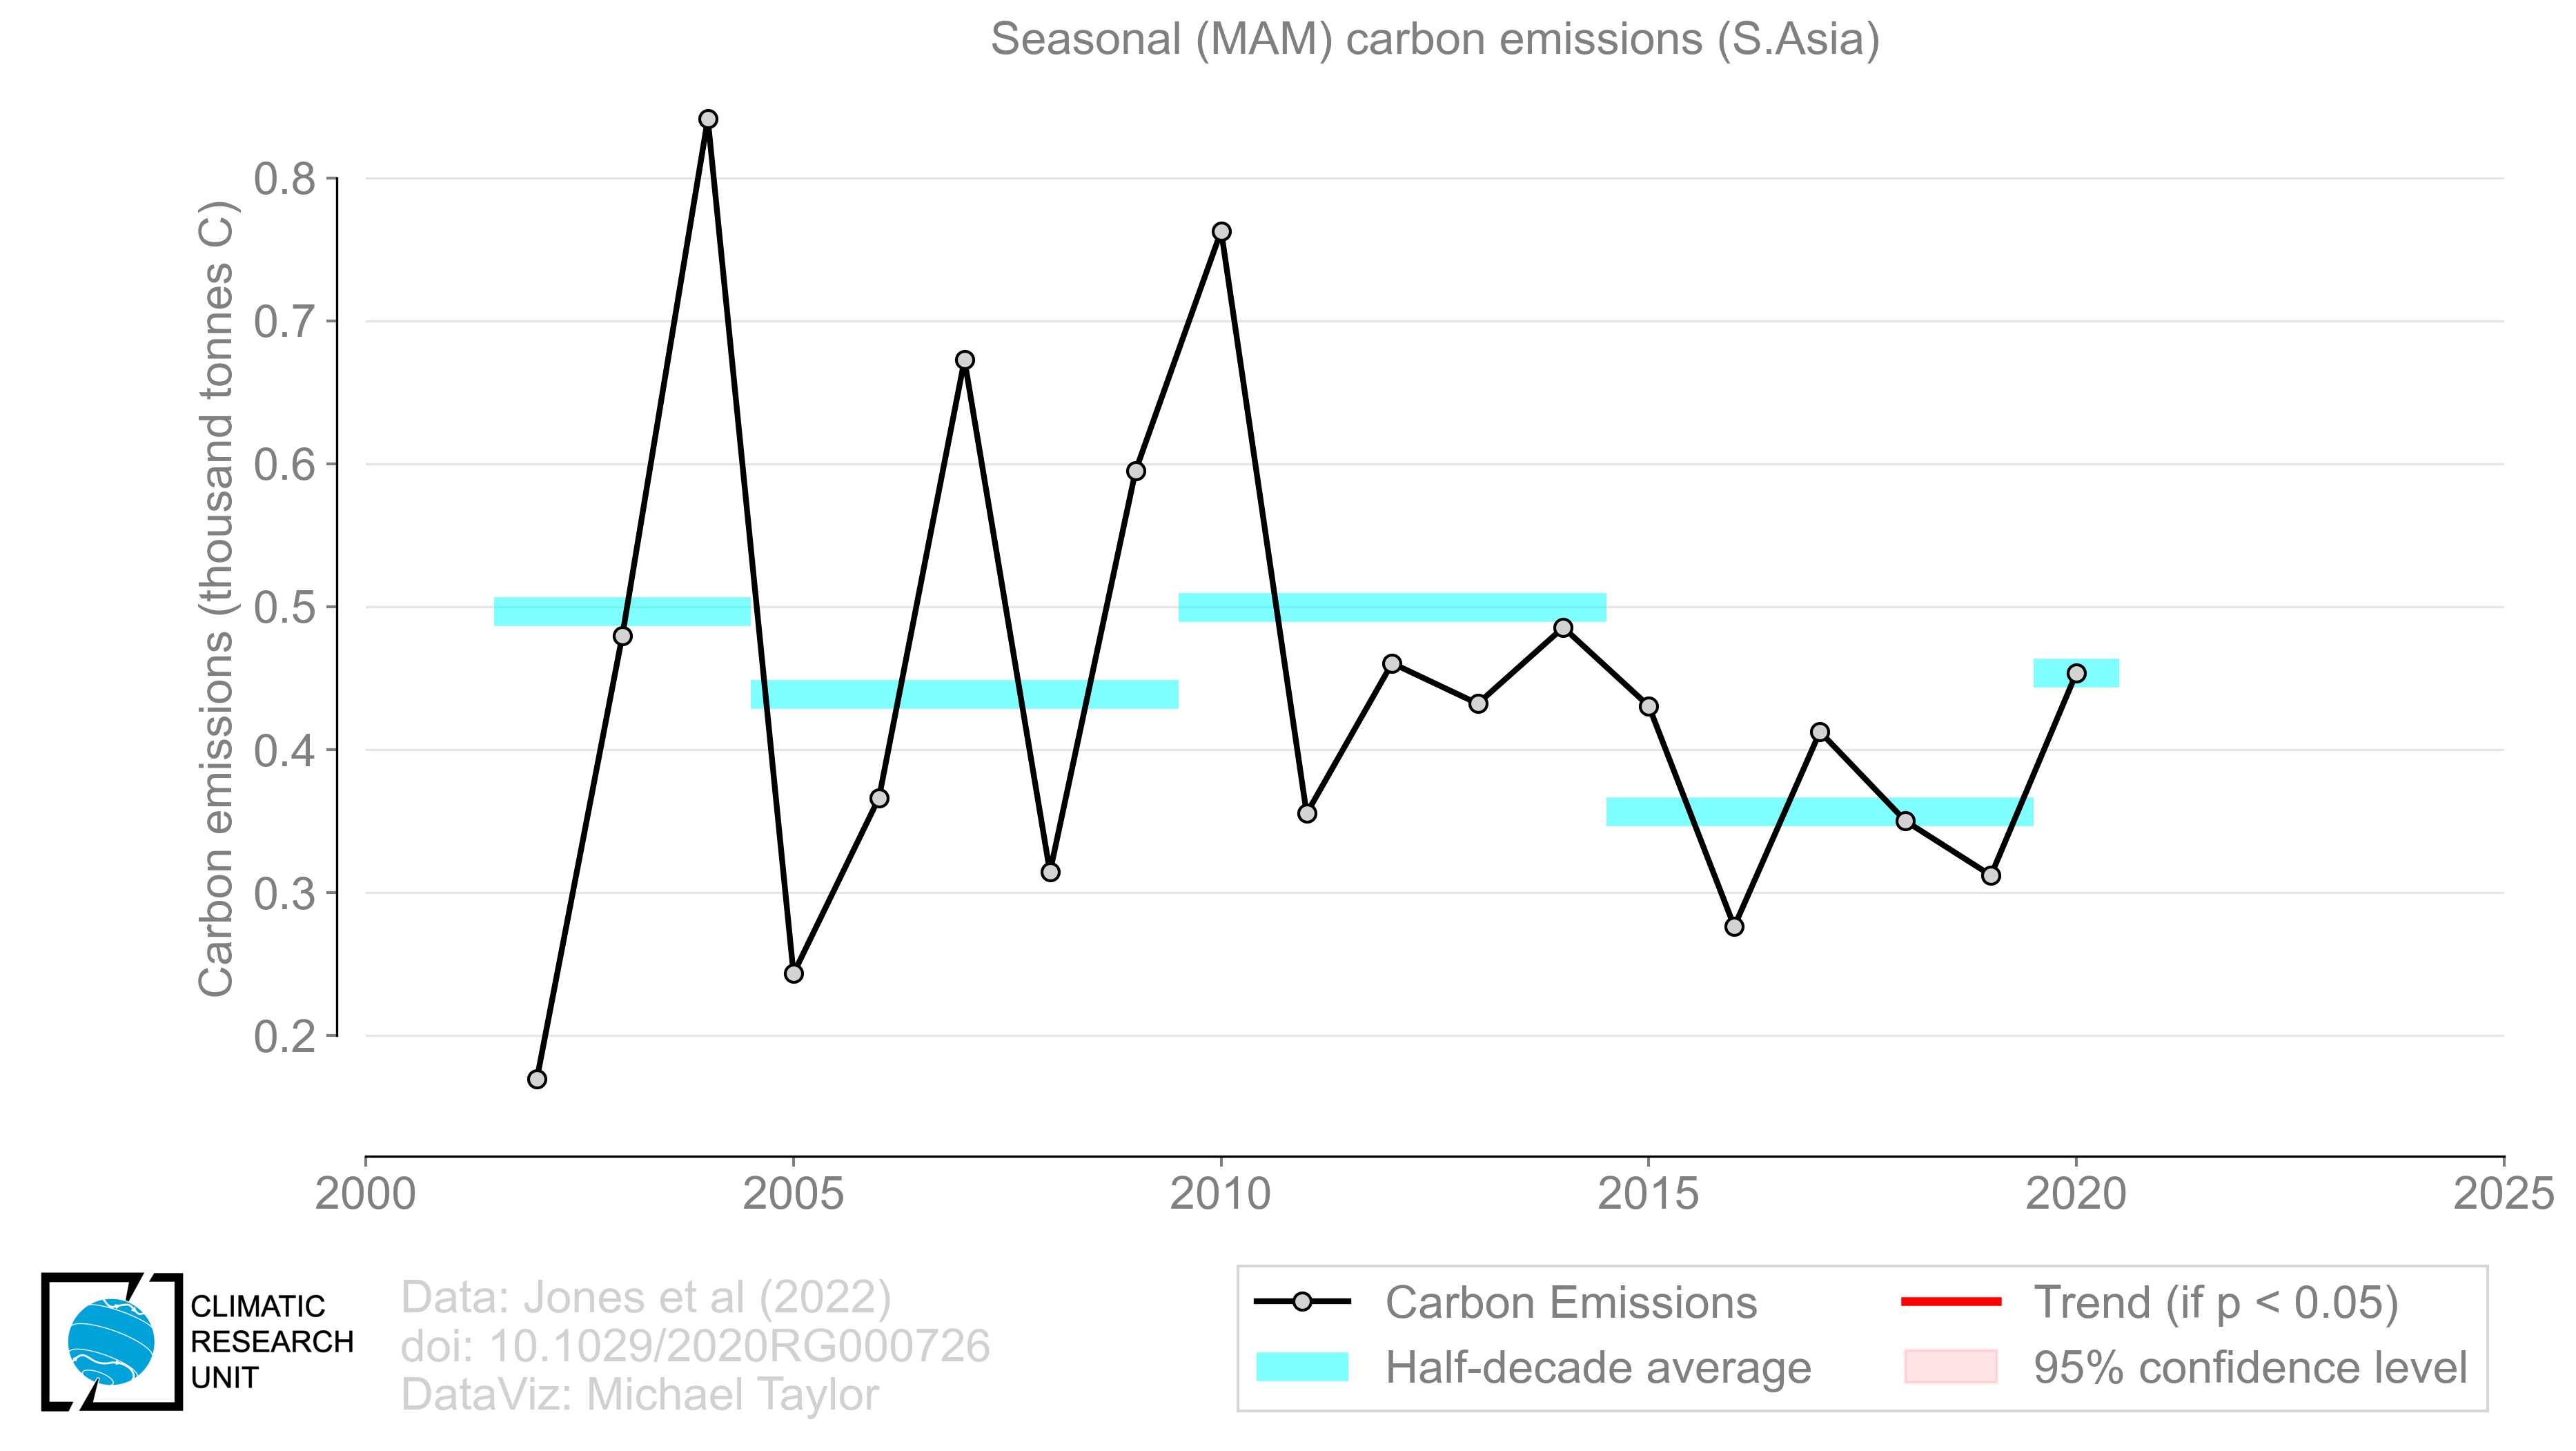 Seasonal (MAM) carbon emissions (S.Asia)
Carbon emissions (thousand tonnes C)
0.8
0.7
0.6
0.5
0.4
0.3
0.2
2000 2005 2010 2015 2020 2025
CLIMATIC
RESEARCH
UNIT
Data: Jones et al (2022)
doi: 10.1029/2020RG000726
DataViz: Michael Taylor
Carbon Emissions
Half-decade average
Trend (if p < 0.05)
95% confidence level